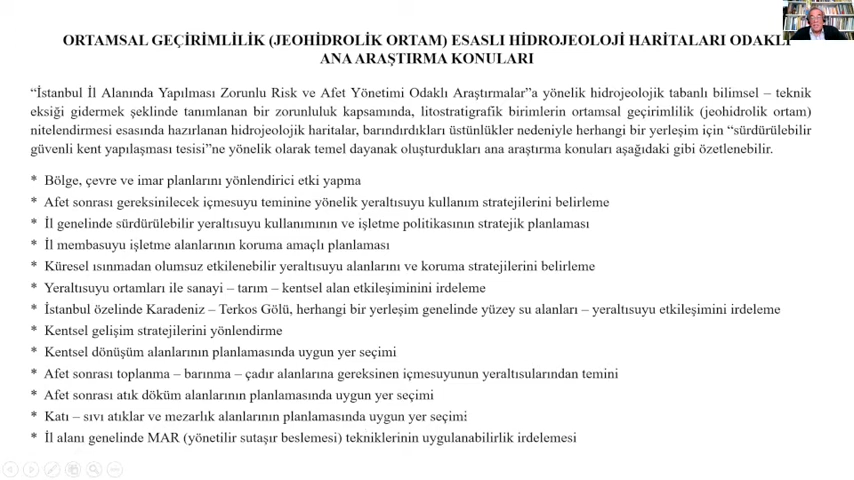 ORTAMSAL GEÇİRİMLİLİK (JEOHİDROLİK ORTAM) ESASLI HİDROJEOLOJİ HARİTALARI ODAKLI
ANA ARAŞTIRMA KONULARI
“İstanbul İl Alanında Yapılması Zorunlu Risk ve Afet Yönetimi Odaklı Araştırmalar”a yönelik hidrojeolojik tabanlı bilimsel – teknik
eksiği gidermek şeklinde tanımlanan bir zorunluluk kapsamında, litostratigrafik birimlerin ortamsal geçirimlilik (jeohidrolik ortam)
nitelendirmesi esasında hazırlanan hidrojeolojik haritalar, barındırdıkları üstünlükler nedeniyle herhangi bir yerleşim için “sürdürülebilir
güvenli kent yapılaşması tesisi”ne yönelik olarak temel dayanak oluşturdukları ana araştırma konuları aşağıdaki gibi özetlenebilir.
* Bölge, çevre ve imar planlarını yönlendirici etki yapma
* Afet sonrası gereksinilecek içmesuyu teminine yönelik yeraltısuyu kullanım stratejilerini belirleme
* İl genelinde sürdürülebilir yeraltısuyu kullanımının ve işletme politikasının stratejik planlaması
* İl membasuyu işletme alanlarının koruma amaçlı planlaması
* Küresel ısınmadan olumsuz etkilenebilir yeraltısuyu alanlarını ve koruma stratejilerini belirleme
* Yeraltısuyu ortamları ile sanayi – tarım – kentsel alan etkileşiminini irdeleme
* İstanbul özelinde Karadeniz – Terkos Gölü, herhangi bir yerleşim genelinde yüzey su alanları – yeraltısuyu etkileşimini irdeleme
* Kentsel gelişim stratejilerini yönlendirme
* Kentsel dönüşüm alanlarının planlamasında uygun yer seçimi
* Afet sonrası toplanma – barınma – çadır alanlarına gereksinen içmesuyunun yeraltısularından temini
* Afet sonrası atık döküm alanlarının planlamasında uygun yer seçimi
* Katı – sıvı atıklar ve mezarlık alanlarının planlamasında uygun yer seçimi
* İl alanı genelinde MAR (yönetilir sutaşır beslemesi) tekniklerinin uygulanabilirlik irdelemesi